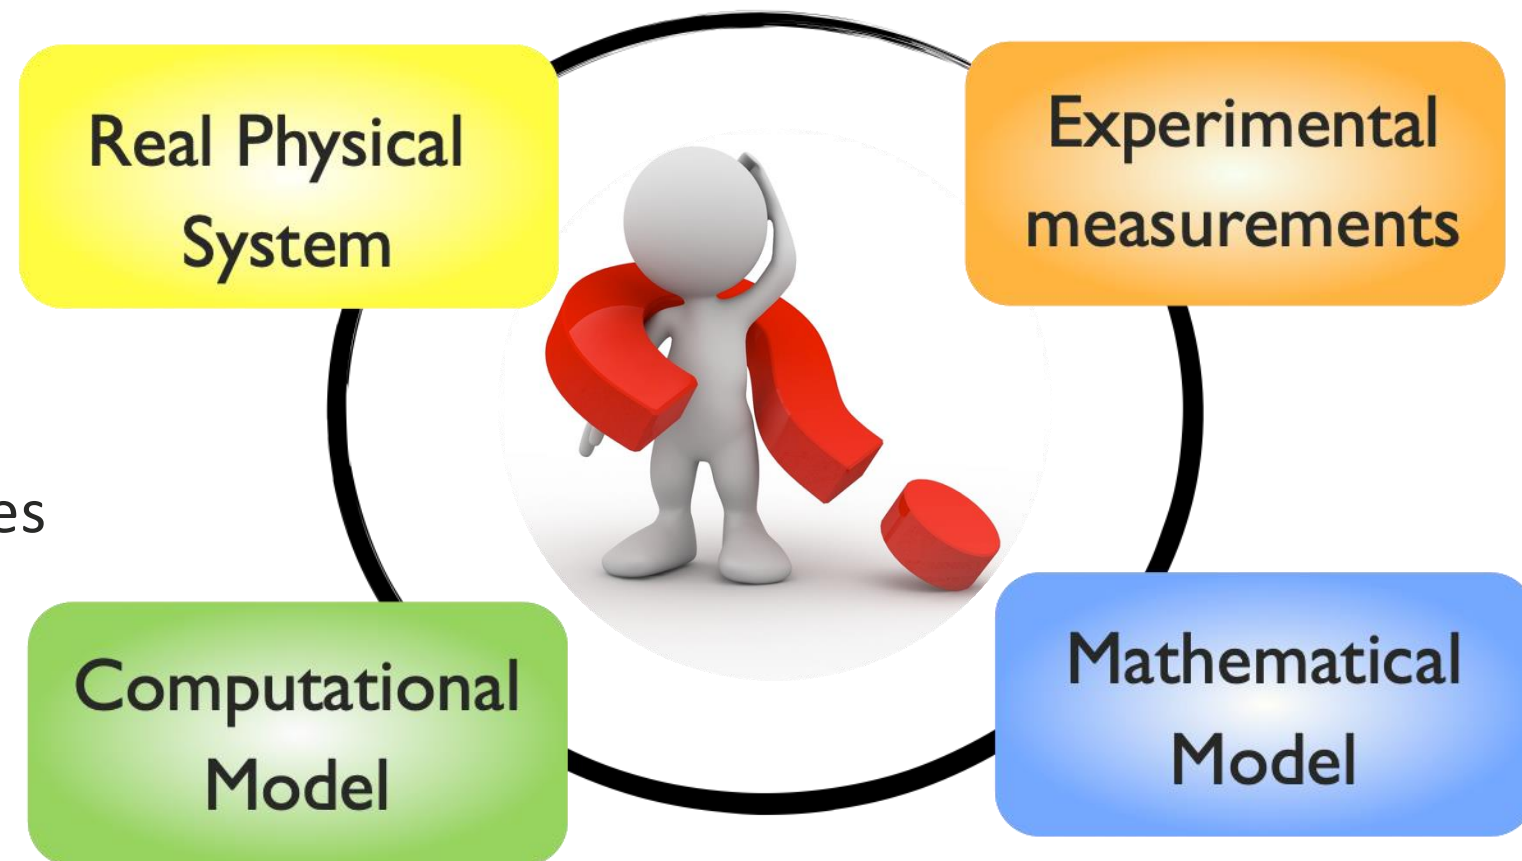 Real Physical
System
Experimental
measurements
es
Computational
Model
Mathematical
Model